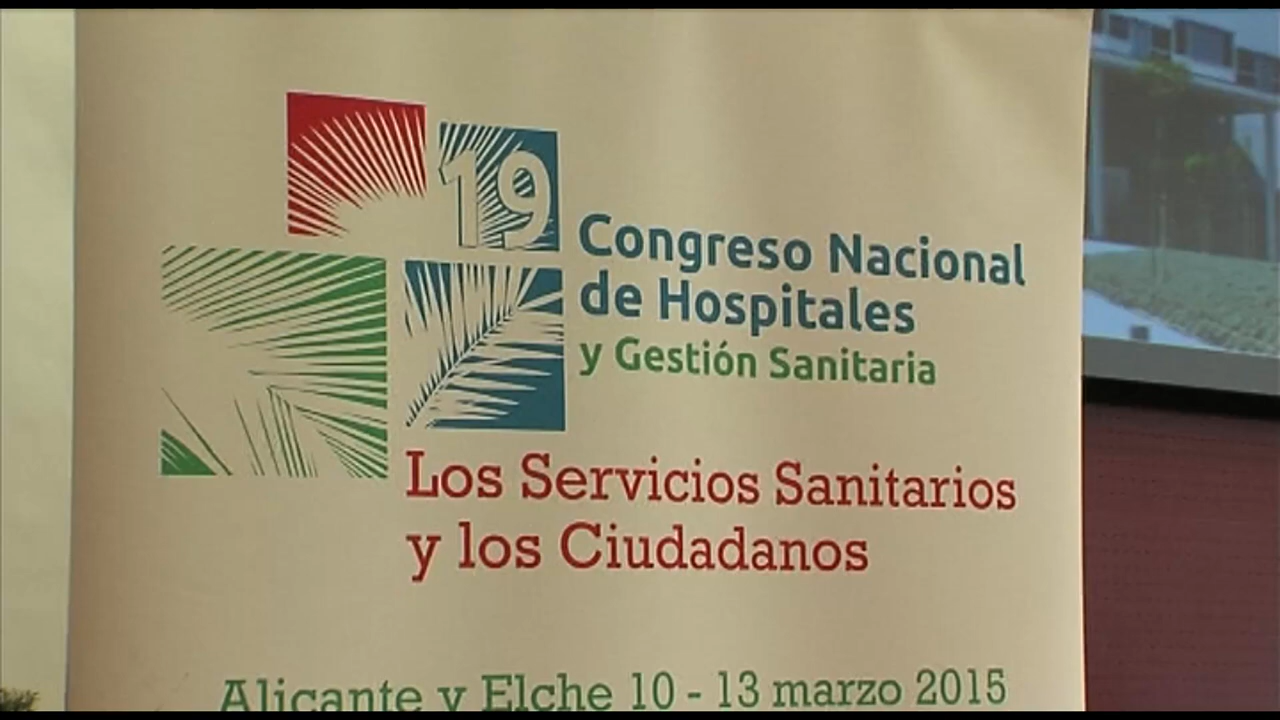 19
Congreso Nacional
de Hospitales
y Gestión Sanitaria
Los Servicios Sanitarios
y los Ciudadanos
Alicante y Elche 10 - 13 marzo 2015